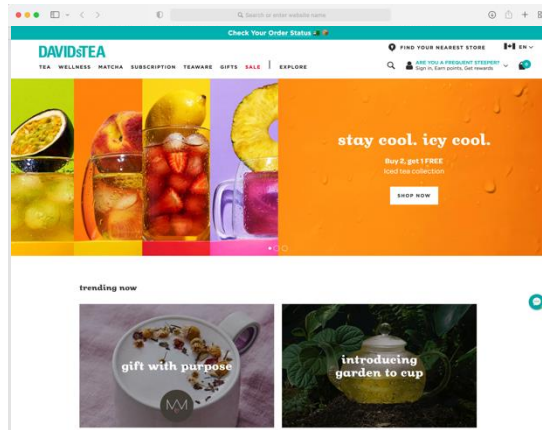 Search or enter website name
Check Your Order Status
DAVIDsTEA
FIND YOUR NEAREST STORE
EN
TEA WELLNESS MATCHA SUBSCRIPTION TEAWARE GIFTS SALE | EXPLORE
ARE YOU A FREQUENT STEEPER?
Sign in, Earn points, Get rewards
stay cool. icy cool.
Buy 2, get 1 FREE
Iced tea collection
SHOP NOW
trending now
gift with purpose
introducing
garden to cup